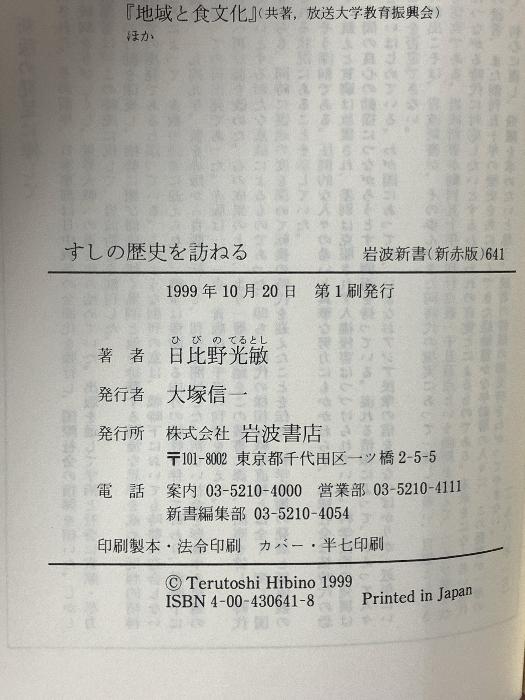 『地域と食文化』(共著, 放送大学教育振興会)
ほか
すしの歴史を訪ねる 岩波新書(新赤版)641
1999年10月20日 第1刷発行
ひびの てるとし
著者 日比野光敏
発行者 大塚信一
発行所 株式会社 岩波書店
〒101-8002 東京都千代田区一ツ橋2-5-5
電話 案内 03-5210-4000 営業部 03-5210-4111
新書編集部 03-5210-4054
印刷製本・法令印刷 カバー・半七印刷
© Terutoshi Hibino 1999
ISBN 4-00-430641-8 Printed in Japan